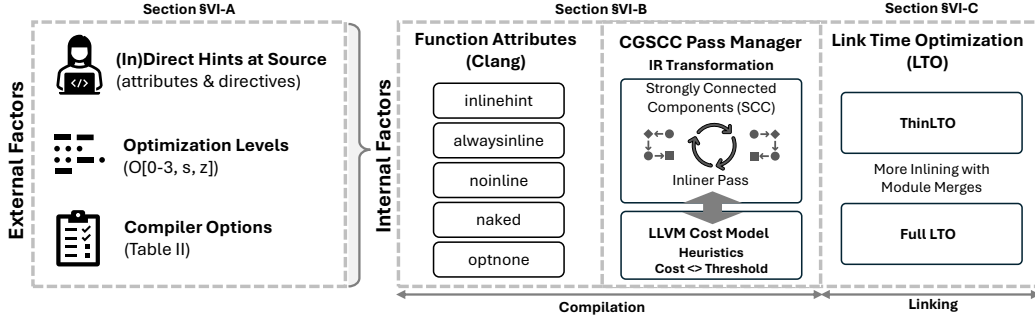 Section §VI-A
External Factors
</>
(In)Direct Hints at Source
(attributes & directives)
Optimization Levels
(O[0-3, s, z])
Compiler Options
(Table II)
Section §VI-B
Internal Factors
Function Attributes
(Clang)
inlinehint
alwaysinline
noinline
naked
optnone
CGSCC Pass Manager
IR Transformation
Strongly Connected
Components (SCC)
Inliner Pass
LLVM Cost Model
Heuristics
Cost <> Threshold
Compilation
Section §VI-C
Link Time Optimization
(LTO)
ThinLTO
More Inlining with
Module Merges
Full LTO
Linking